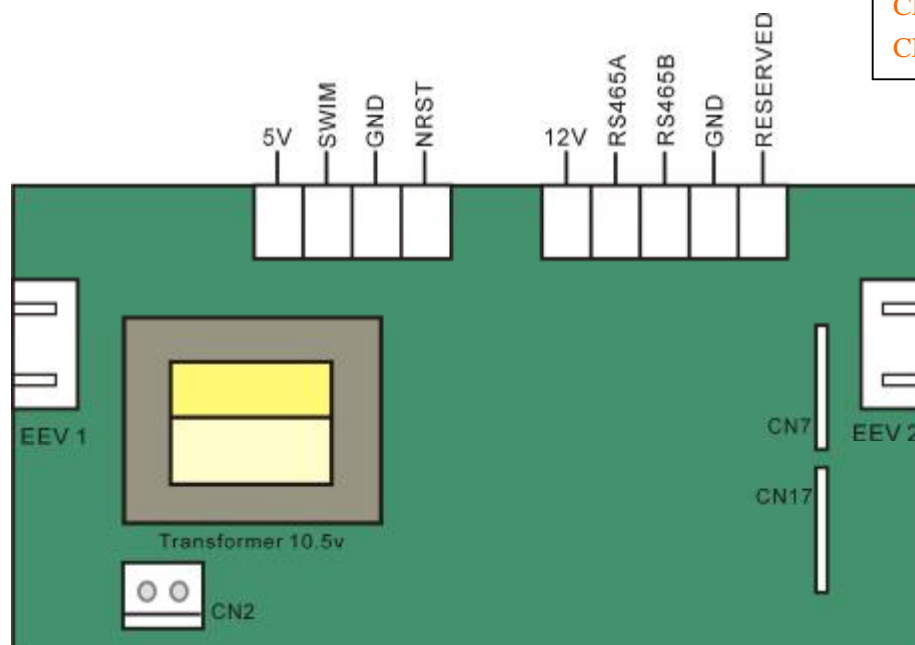 5V
SWIM
GND
NRST
12V
RS465A
RS465B
GND
RESERVED
EEV 1
CN7
EEV 2
CN17
Transformer 10.5v
CN2